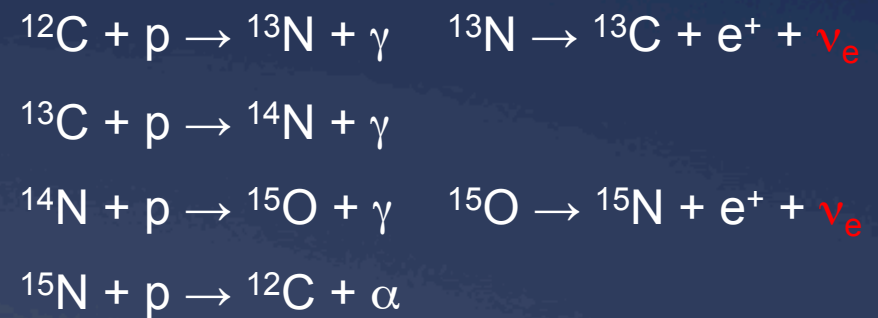 ¹²C + p → ¹³N + γ    ¹³N → ¹³C + e⁺ + νₑ
¹³C + p → ¹⁴N + γ
¹⁴N + p → ¹⁵O + γ    ¹⁵O → ¹⁵N + e⁺ + νₑ
¹⁵N + p → ¹²C + α